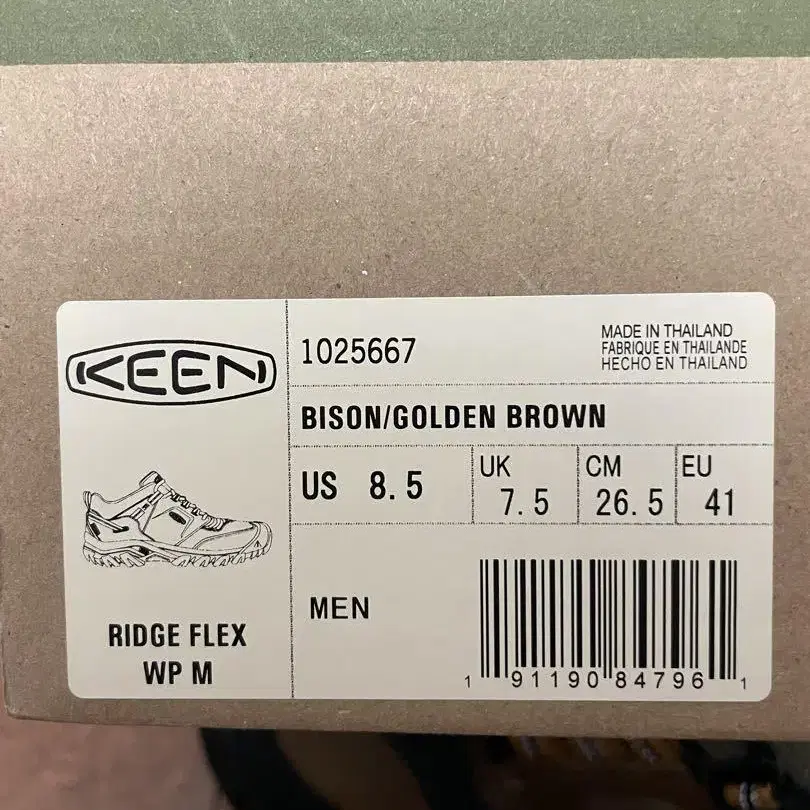 KEEN
1025667
MADE IN THAILAND
FABRIQUE EN THAILANDE
HECHO EN THAILAND
BISON/GOLDEN BROWN
US 8.5
UK
7.5
CM
26.5
EU
41
RIDGE FLEX
WP M
MEN
1 91190 84796 1